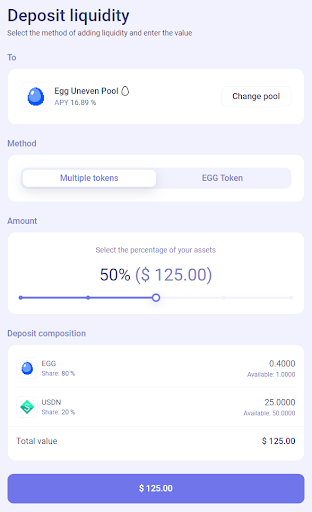 Deposit liquidity
Select the method of adding liquidity and enter the value
To
Egg Uneven Pool
APY 16.89 %
Change pool
Method
Multiple tokens
EGG Token
Amount
Select the percentage of your assets
50% ($ 125.00)
Deposit composition
EGG
0.4000
Share: 80 %
Available: 1.0000
USDN
25.0000
Share: 20 %
Available: 50.0000
Total value
$ 125.00
$ 125.00